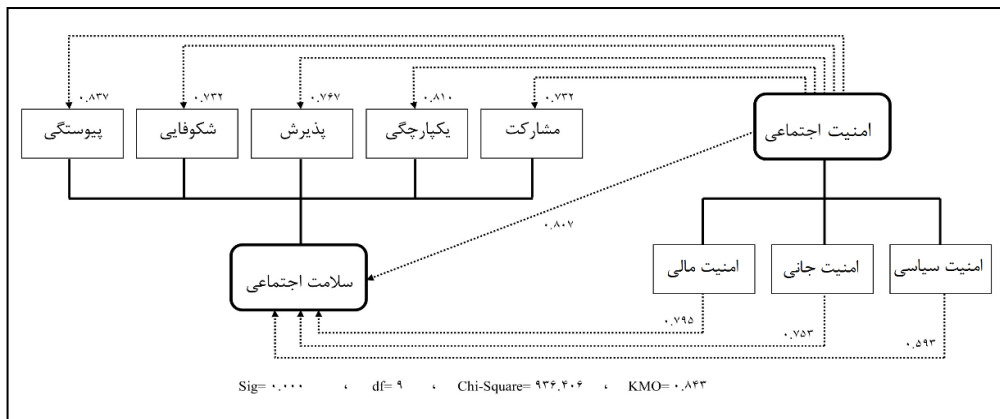 ۰.۸۳۷
۰.۷۳۲
۰.۷۶۷
۰.۸۱۰
۰.۷۳۲
پیوستگی
شکوفایی
پذیرش
یکپارچگی
مشارکت
امنیت اجتماعی
۰.۸۰۷
سلامت اجتماعی
امنیت مالی
امنیت جانی
امنیت سیاسی
۰.۷۹۵
۰.۷۵۳
۰.۵۹۳
Sig= ۰.۰۰۰ ، df= ۹ ، Chi-Square= ۹۳۶.۴۰۶ ، KMO= ۰.۸۴۳